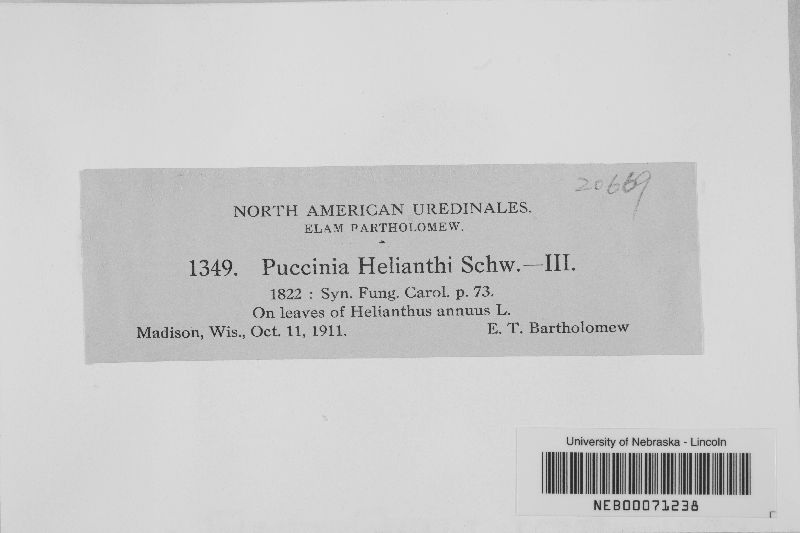 20669
NORTH AMERICAN UREDINALES.
ELAM BARTHOLOMEW.
1349. Puccinia Helianthi Schw.—III.
1822 : Syn. Fung. Carol. p. 73.
On leaves of Helianthus annuus L.
Madison, Wis., Oct. 11, 1911. E. T. Bartholomew
University of Nebraska - Lincoln
NEB00071238